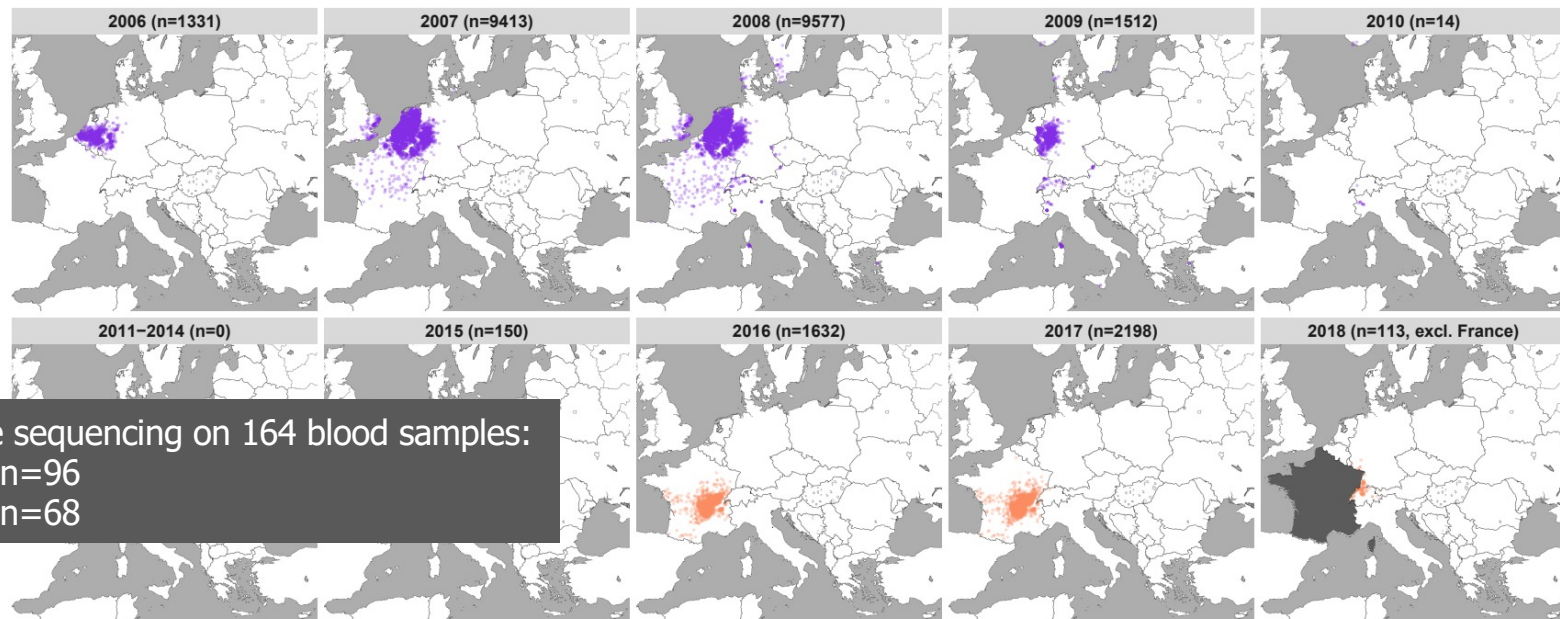 2006 (n=1331)
2007 (n=9413)
2008 (n=9577)
2009 (n=1512)
2010 (n=14)
2011−2014 (n=0)
2015 (n=150)
2016 (n=1632)
2017 (n=2198)
2018 (n=113, excl. France)
e sequencing on 164 blood samples:
n=96
n=68